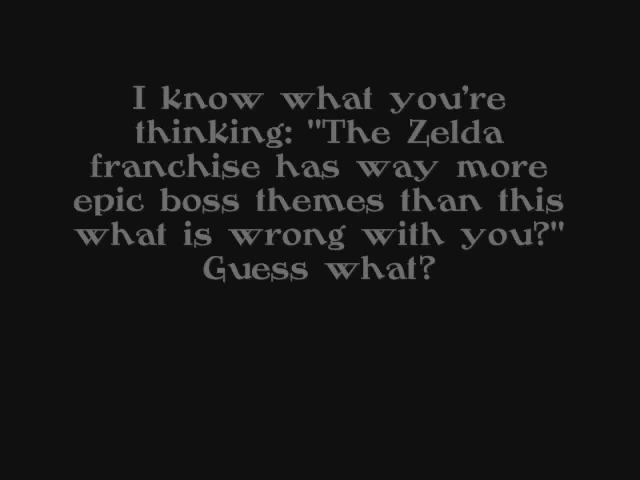 I know what you're
thinking: "The Zelda
franchise has way more
epic boss themes than this
what is wrong with you?"
Guess what?